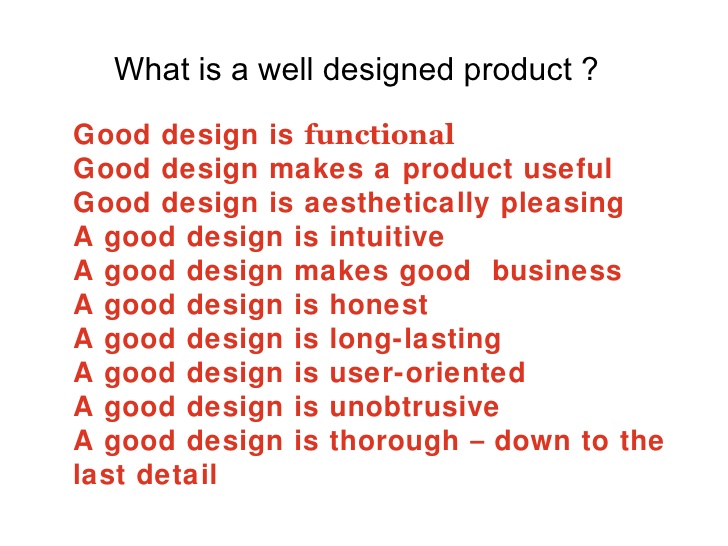 What is a well designed product ?
Good design is functional
Good design makes a product useful
Good design is aesthetically pleasing
A good design is intuitive
A good design makes good  business
A good design is honest
A good design is long-lasting
A good design is user-oriented
A good design is unobtrusive
A good design is thorough – down to the
last detail